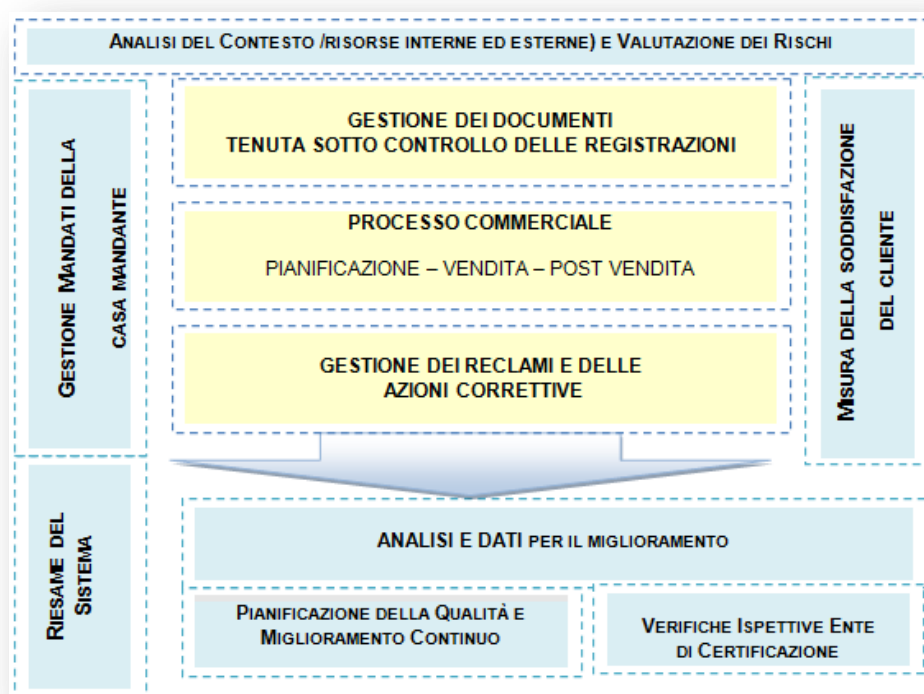 ANALISI DEL CONTESTO /RISORSE INTERNE ED ESTERNE) E VALUTAZIONE DEI RISCHI
GESTIONE MANDATI DELLA
CASA MANDANTE
GESTIONE DEI DOCUMENTI
TENUTA SOTTO CONTROLLO DELLE REGISTRAZIONI
PROCESSO COMMERCIALE
PIANIFICAZIONE – VENDITA – POST VENDITA
GESTIONE DEI RECLAMI E DELLE
AZIONI CORRETTIVE
MISURA DELLA SODDISFAZIONE
DEL CLIENTE
RIESAME DEL
SISTEMA
ANALISI E DATI PER IL MIGLIORAMENTO
PIANIFICAZIONE DELLA QUALITÀ E
MIGLIORAMENTO CONTINUO
VERIFICHE ISPETTIVE ENTE
DI CERTIFICAZIONE